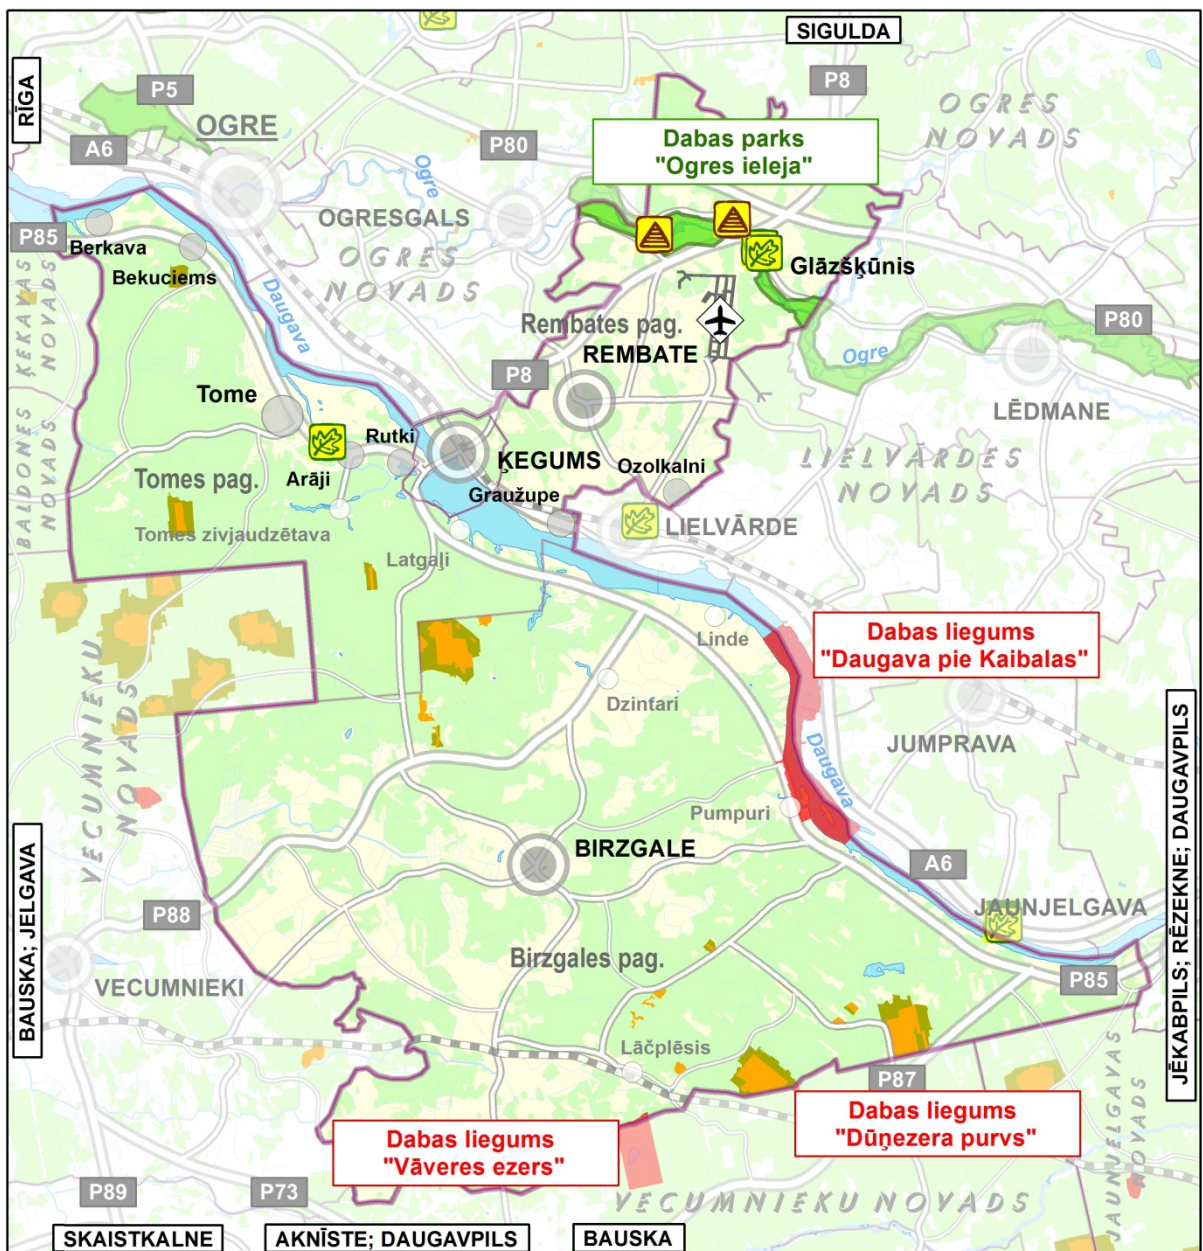 SIGULDA
RĪGA
P5
P8
OGRES
NOVADS
OGRE
A6
P80
Dabas parks
"Ogres ieleja"
Ogre
OGRESGALS
OGRES
NOVADS
P85
Berkava
Bekuciems
Daugava
Glāzšķūnis
Rembates pag.
REMBATE
P80
Ogre
P8
ĶEKAVAS
NOVADS
BALDONES
NOVADS
Tome
LĒDMANE
Rutki
ĶEGUMS
Ozolkalni
LIELVĀRDES
NOVADS
Arāji
Tomes pag.
Graužupe
Tomes zivjaudzētava
LIELVĀRDE
Latgaļi
Linde
Dabas liegums
"Daugava pie Kaibalas"
VECUMNIEKU
NOVADS
Dzintari
Daugava
JUMPRAVA
Pumpuri
BIRZGALE
A6
JĒKABPILS; RĒZEKNE; DAUGAVPILS
BAUSKA; JELGAVA
P88
JAUNJELGAVA
Birzgales pag.
P85
VECUMNIEKI
Lāčplēsis
P87
JAUNJELGAVAS
NOVADS
Dabas liegums
"Dūņezera purvs"
Dabas liegums
"Vāveres ezers"
P89
P73
VECUMNIEKU NOVADS
SKAISTKALNE
AKNĪSTE; DAUGAVPILS
BAUSKA